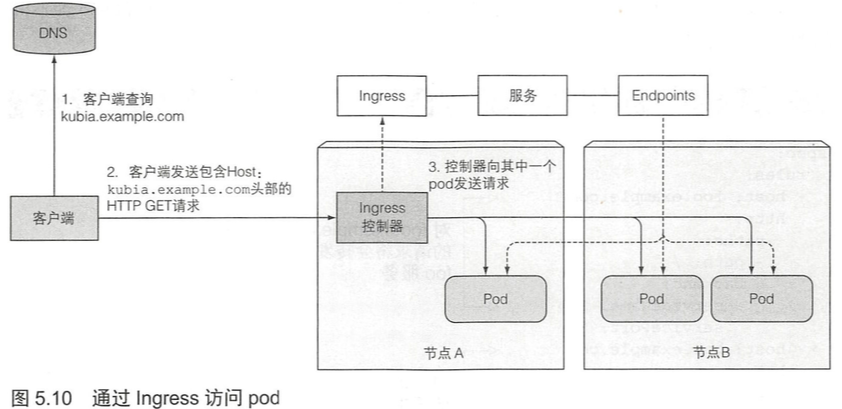 DNS
1. 客户端查询
kubia.example.com
Ingress
服务
Endpoints
2. 客户端发送包含Host:
kubia.example.com头部的
HTTP GET请求
3. 控制器向其中一个
pod发送请求
客户端
Ingress
控制器
Pod
Pod
Pod
节点A
节点B
图 5.10 通过 Ingress 访问 pod